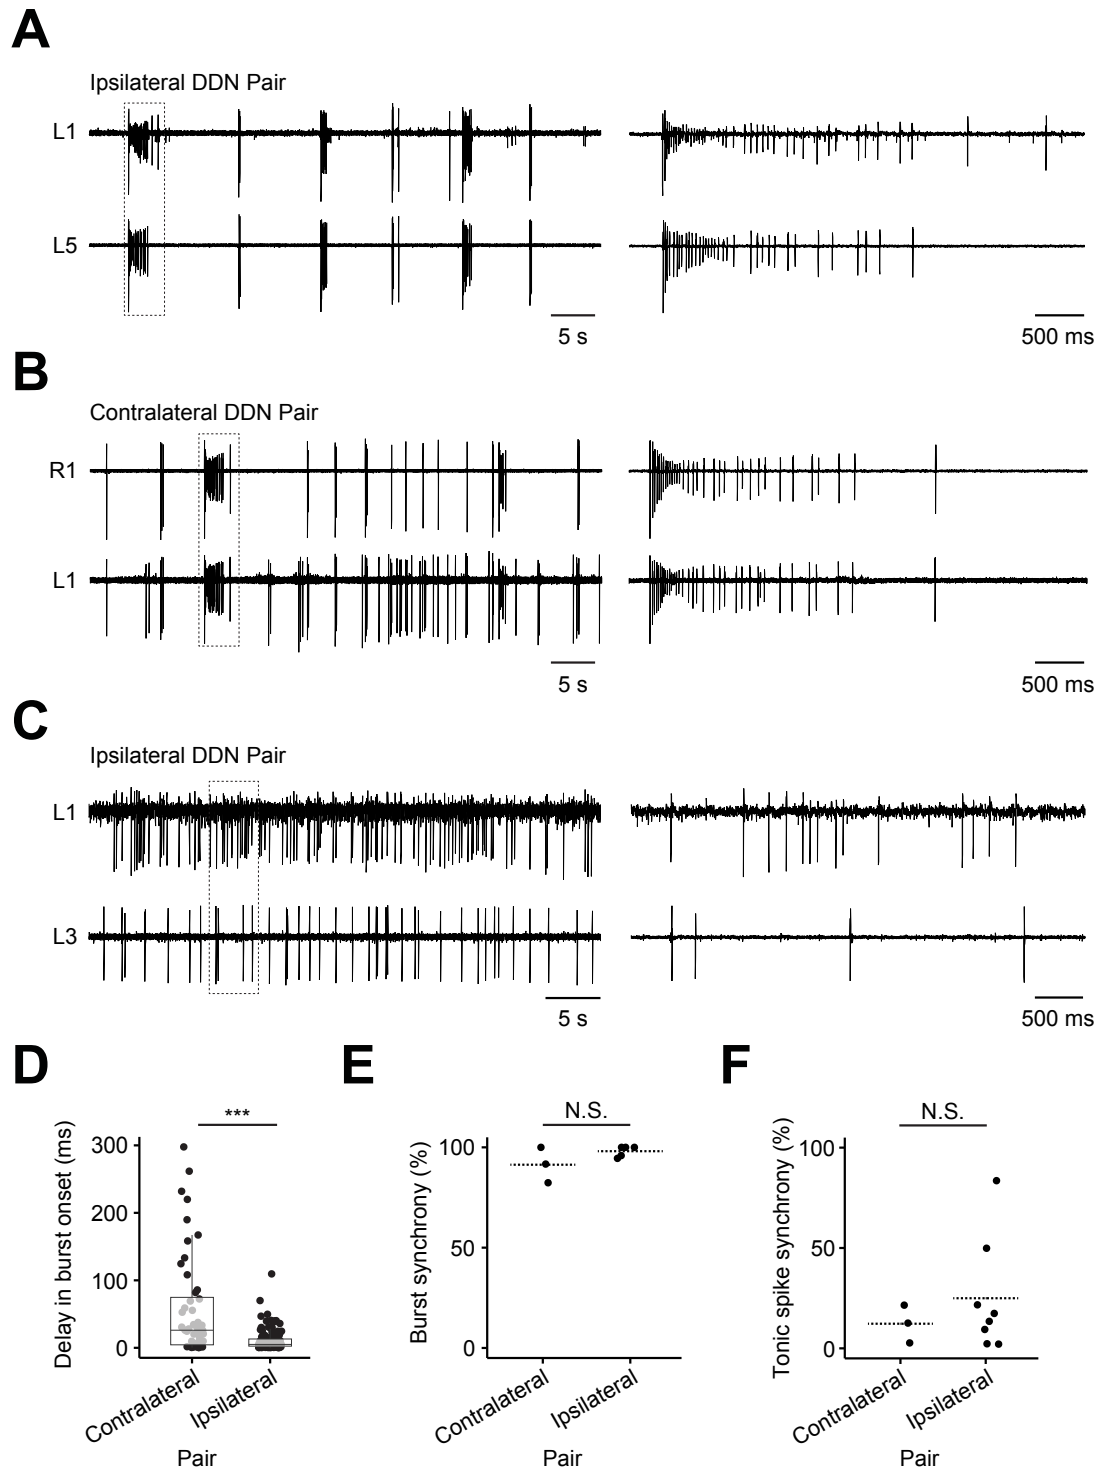 A
Ipsilateral DDN Pair
L1
L5
5 s
500 ms
B
Contralateral DDN Pair
R1
L1
5 s
500 ms
C
Ipsilateral DDN Pair
L1
L3
5 s
500 ms
D
***
Delay in burst onset (ms)
300
200
100
0
Contralateral
Ipsilateral
Pair
E
N.S.
Burst synchrony (%)
100
50
0
Contralateral
Ipsilateral
Pair
F
N.S.
Tonic spike synchrony (%)
100
50
0
Contralateral
Ipsilateral
Pair